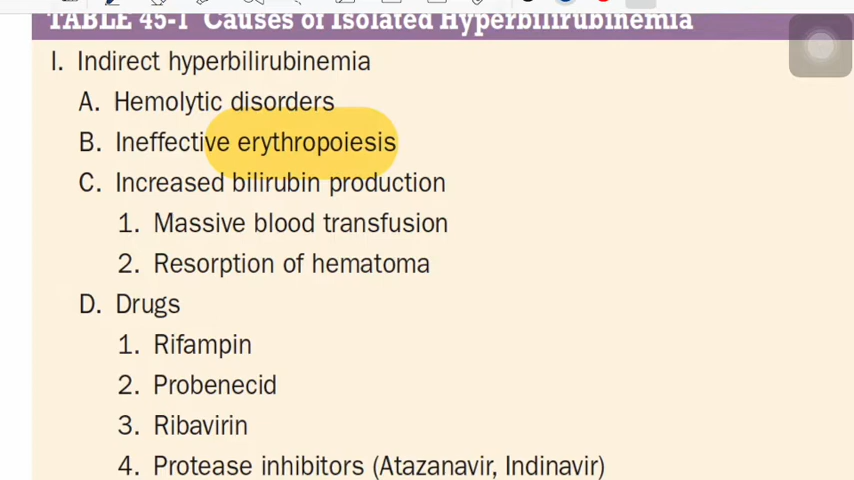 TABLE 45-1 Causes of Isolated Hyperbilirubinemia
I. Indirect hyperbilirubinemia
A. Hemolytic disorders
B. Ineffective erythropoiesis
C. Increased bilirubin production
1. Massive blood transfusion
2. Resorption of hematoma
D. Drugs
1. Rifampin
2. Probenecid
3. Ribavirin
4. Protease inhibitors (Atazanavir, Indinavir)